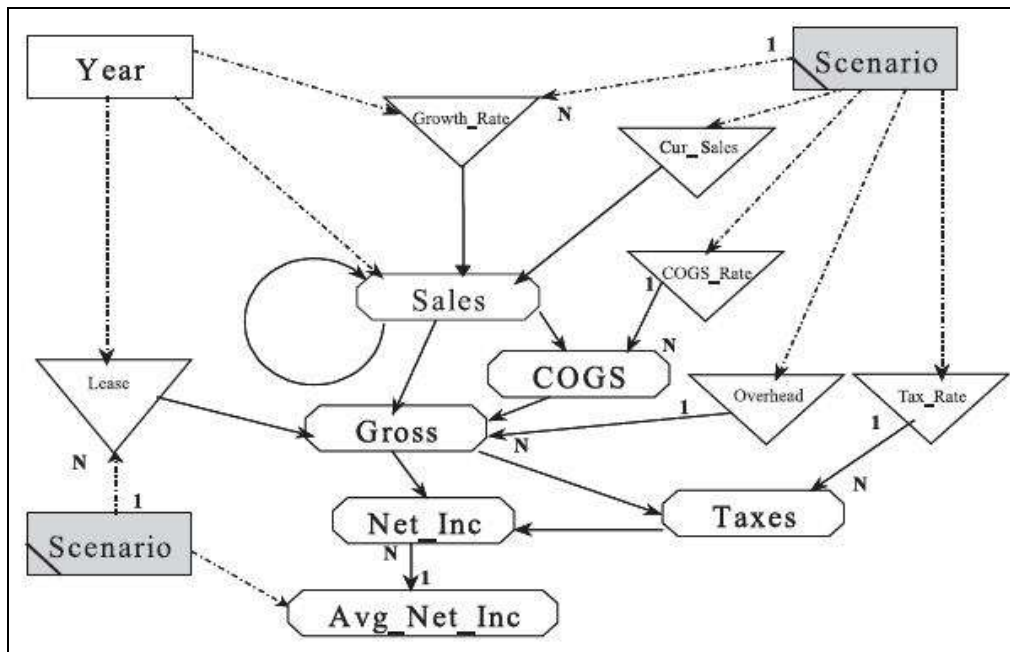 Year
1
Scenario
Growth_Rate
N
Cur_Sales
COGS_Rate
Sales
1
N
COGS
Lease
Overhead
Tax_Rate
1
1
Gross
N
N
N
1
Net_Inc
Taxes
Scenario
N
1
Avg_Net_Inc